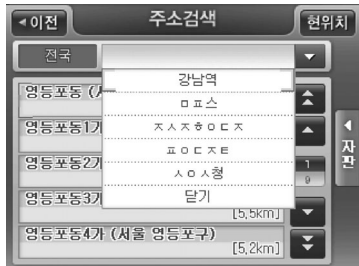 이전
주소검색
현위치
전국
강남역
ㅁㅍㅅ
ㅈㅅㅈㅎㅇㄷㅈ
ㅍㅇㄷㅈㅌ
ㅅㅇㅅ청
닫기
영등포동 (
영등포동1가
영등포동2가
영등포동3가
[5,5km]
영등포동4가 (서울 영등포구)
[5,2km]
1
9
자판